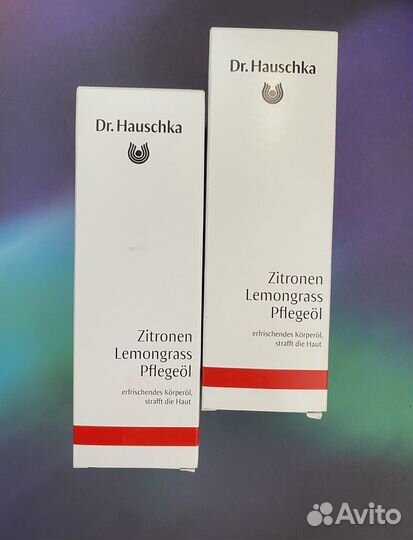 Dr. Hauschka
Zitronen
Lemongrass
Pflegeöl
erfrischendes Körperöl,
strafft die Haut
Dr. Hauschka
Zitronen
Lemongrass
Pflegeöl
erfrischendes Körperöl,
strafft die Haut
Avito